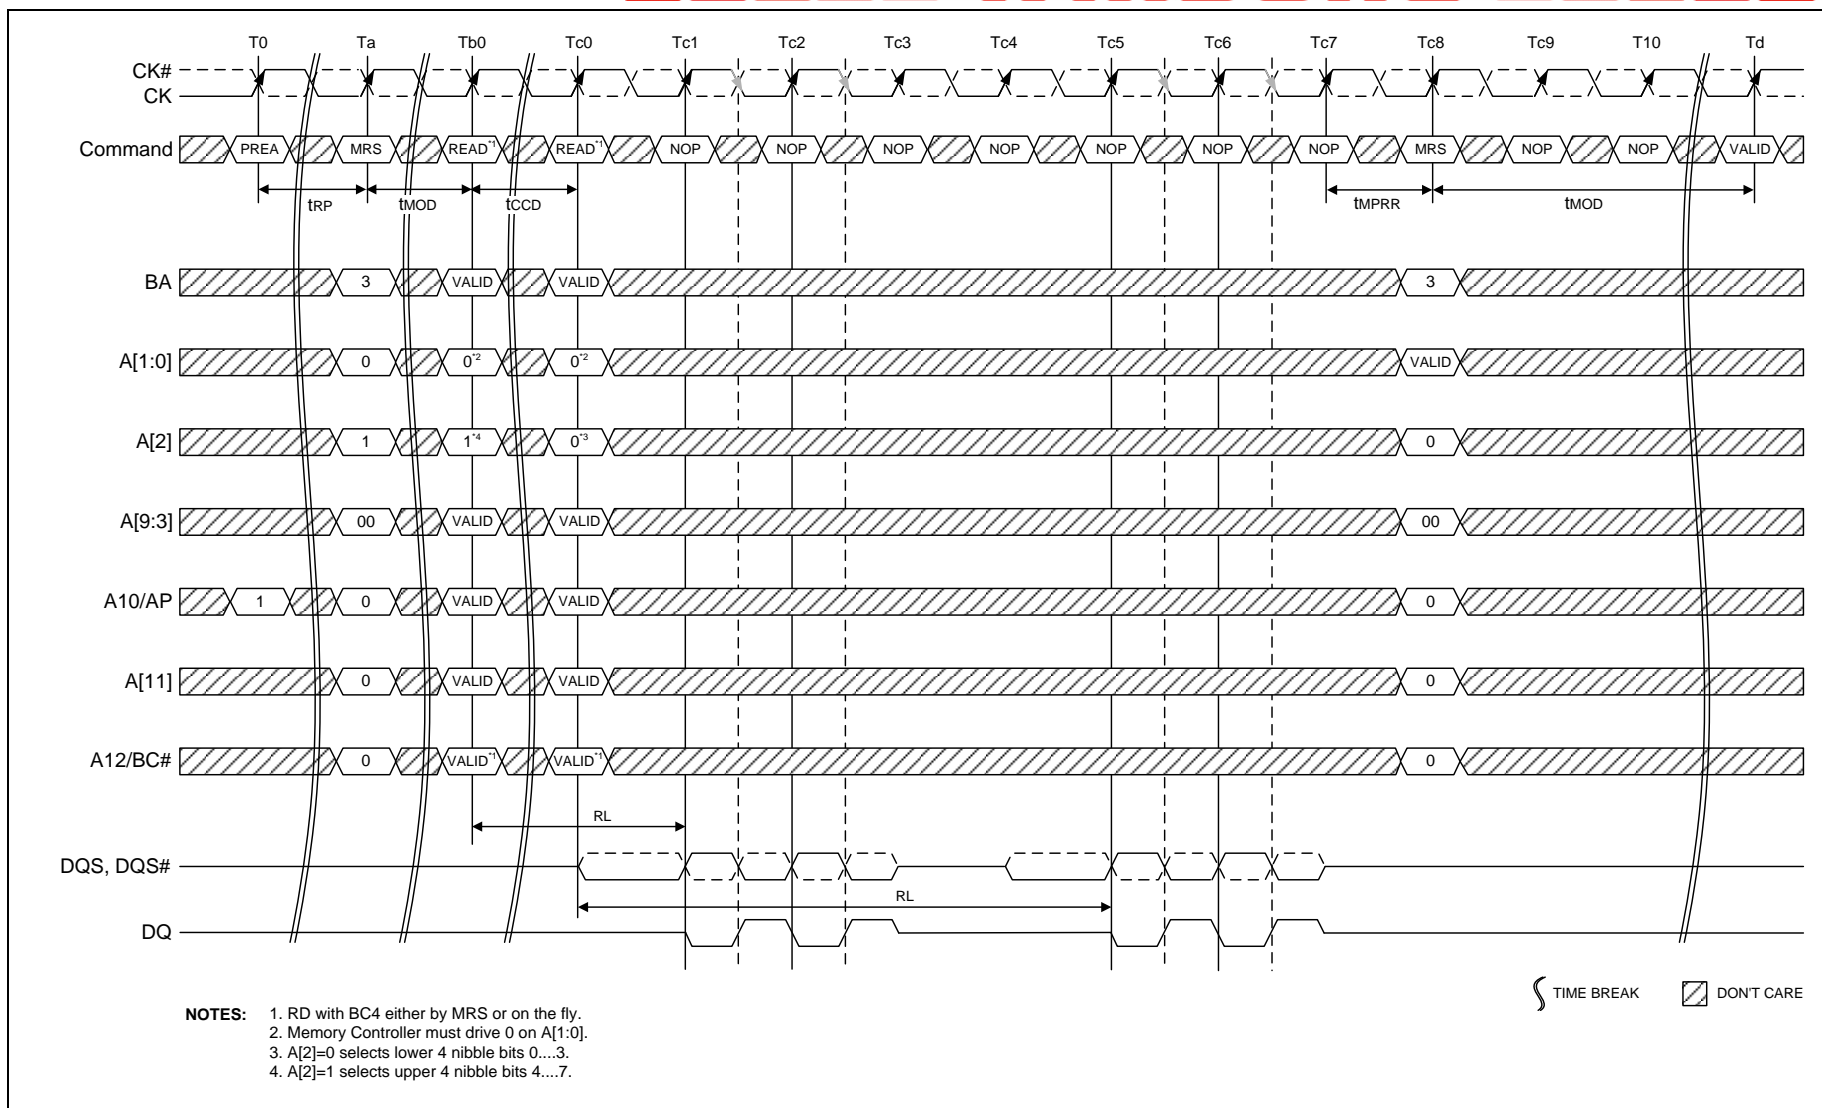 T0 Ta Tb0 Tc0 Tc1 Tc2 Tc3 Tc4 Tc5 Tc6 Tc7 Tc8 Tc9 T10 Td
CK#
CK
Command PREA MRS READ*1 READ*1 NOP NOP NOP NOP NOP NOP NOP MRS NOP NOP VALID
tRP tMOD tCCD tMPRR tMOD
BA 3 VALID VALID 3
A[1:0] 0 0*2 0*2 VALID
A[2] 1 1*4 0*3 0
A[9:3] 00 VALID VALID 00
A10/AP 1 0 VALID VALID 0
A[11] 0 VALID VALID 0
A12/BC# 0 VALID*1 VALID*1 0
RL
DQS, DQS#
RL
DQ
TIME BREAK DON'T CARE
NOTES: 1. RD with BC4 either by MRS or on the fly.
2. Memory Controller must drive 0 on A[1:0].
3. A[2]=0 selects lower 4 nibble bits 0....3.
4. A[2]=1 selects upper 4 nibble bits 4....7.